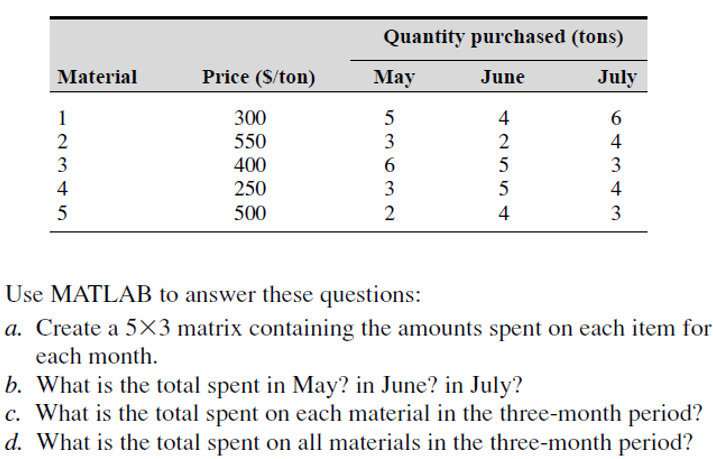 Quantity purchased (tons)
Material Price ($/ton) May June July
1 300 5 4 6
2 550 3 2 4
3 400 6 5 3
4 250 3 5 4
5 500 2 4 3
Use MATLAB to answer these questions:
a. Create a 5×3 matrix containing the amounts spent on each item for
each month.
b. What is the total spent in May? in June? in July?
c. What is the total spent on each material in the three-month period?
d. What is the total spent on all materials in the three-month period?